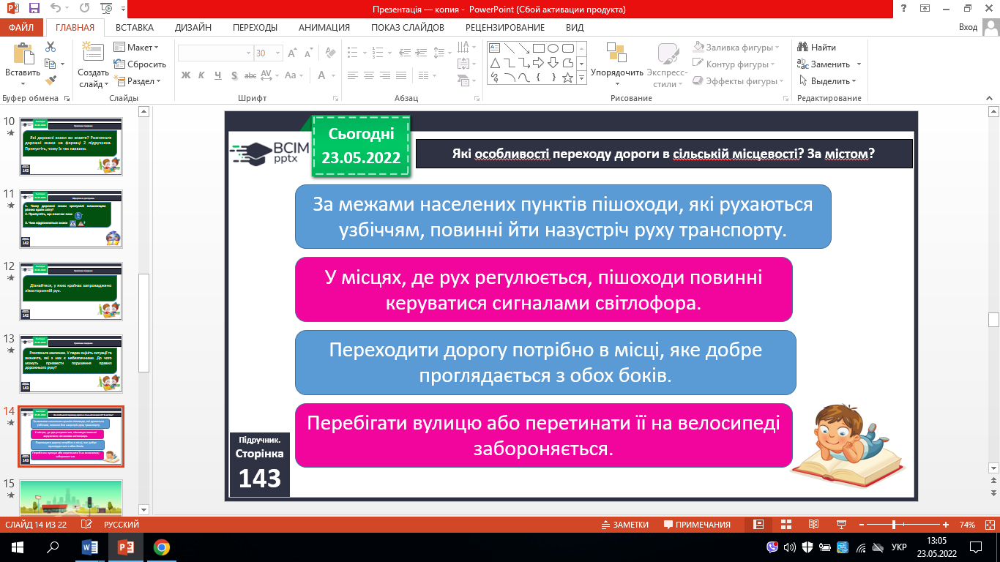 Презентація — копия - PowerPoint (Сбой активации продукта)
ФАЙЛ ГЛАВНАЯ ВСТАВКА ДИЗАЙН ПЕРЕХОДЫ АНИМАЦИЯ ПОКАЗ СЛАЙДОВ РЕЦЕНЗИРОВАНИЕ ВИД Вход
Вставить
Создать слайд
Макет
Сбросить
Раздел
30
Ж К Ч S abc AV Aa A
Упорядочить
Экспресс-стили
Заливка фигуры
Контур фигуры
Эффекты фигуры
Найти
Заменить
Выделить
Буфер обмена Слайды Шрифт Абзац Рисование Редактирование
10
Які дорожні знаки ви знаєте? Розгляньте
дорожні знаки на форзаці 2 підручника.
Припустіть, чому їх так названо.
142
11
1. Чому дорожні знаки зрозумілі мешканцям
різних країн світу?
2. Припустіть, що означає знак
3. Чим відрізняються знаки ?
142
12
Дізнайтеся, у яких країнах запроваджено
лівосторонній рух.
142
13
Розгляньте малюнки. У парах оцініть ситуації та
визначте, які з них є небезпечними. До чого
можуть призвести порушення правил
дорожнього руху?
143
14
15
Сьогодні
23.05.2022
ВСІМ
pptx
Які особливості переходу дороги в сільській місцевості? За містом?
За межами населених пунктів пішоходи, які рухаються
узбіччям, повинні йти назустріч руху транспорту.
У місцях, де рух регулюється, пішоходи повинні
керуватися сигналами світлофора.
Переходити дорогу потрібно в місці, яке добре
проглядається з обох боків.
Перебігати вулицю або перетинати її на велосипеді
забороняється.
Підручник.
Сторінка
143
СЛАЙД 14 ИЗ 22 РУССКИЙ ЗАМЕТКИ ПРИМЕЧАНИЯ 74%
УКР
13:05
23.05.2022